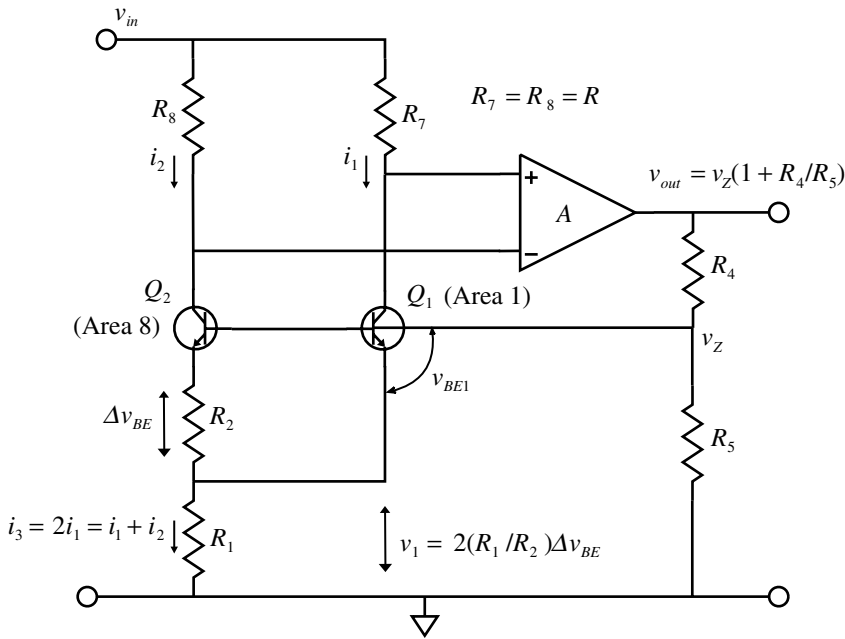 v_in
R_8
R_7
R_7 = R_8 = R
i_2
i_1
+
−
A
v_out = v_Z(1 + R_4/R_5)
R_4
Q_2
(Area 8)
Q_1 (Area 1)
v_Z
v_BE1
Δv_BE
R_2
R_5
i_3 = 2i_1 = i_1 + i_2
R_1
v_1 = 2(R_1/R_2)Δv_BE